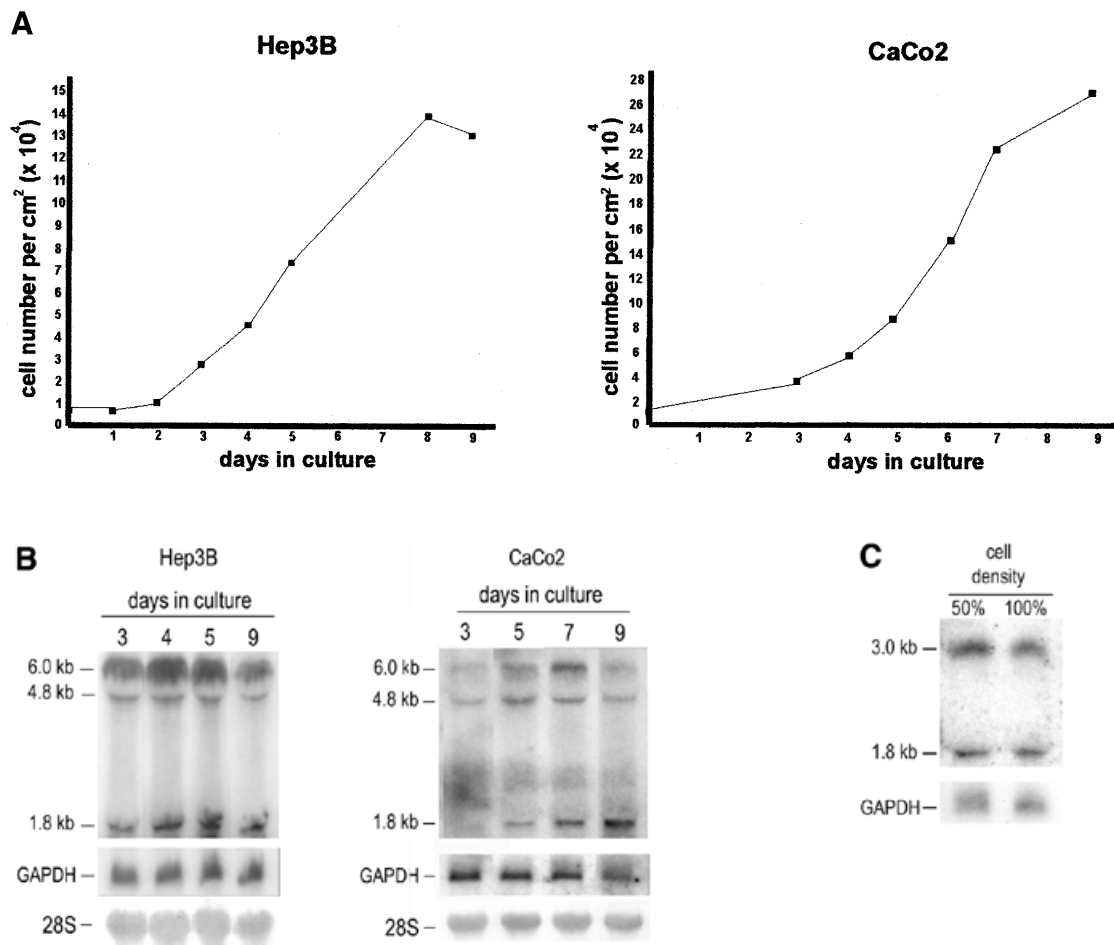 A
Hep3B
cell number per cm² (x 10⁴)
15
14
13
12
11
10
9
8
7
6
5
4
3
2
1
0
1 2 3 4 5 6 7 8 9
days in culture
CaCo2
cell number per cm² (x 10⁴)
28
26
24
22
20
18
16
14
12
10
8
6
4
2
0
1 2 3 4 5 6 7 8 9
days in culture
B
Hep3B
days in culture
3 4 5 9
6.0 kb –
4.8 kb –
1.8 kb –
GAPDH –
28S –
CaCo2
days in culture
3 5 7 9
6.0 kb –
4.8 kb –
1.8 kb –
GAPDH –
28S –
C
cell
density
50% 100%
3.0 kb –
1.8 kb –
GAPDH –